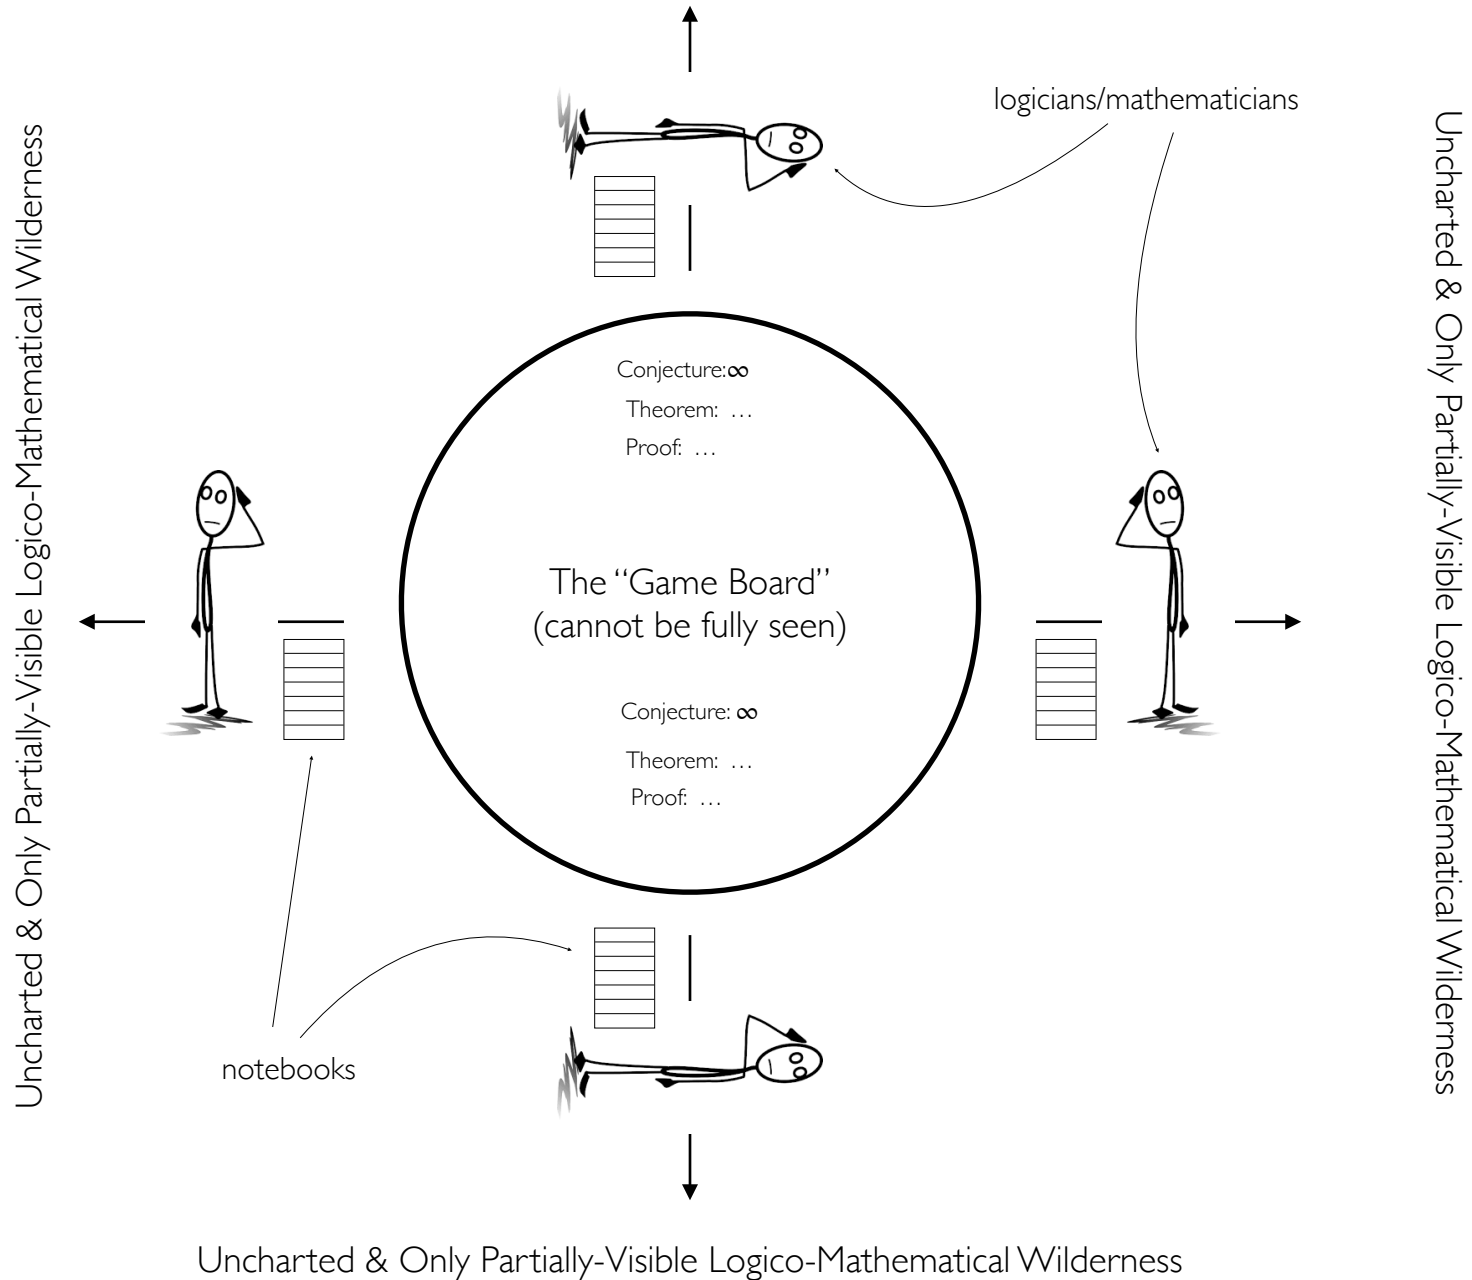 logicians/mathematicians
Uncharted & Only Partially-Visible Logico-Mathematical Wilderness
Uncharted & Only Partially-Visible Logico-Mathematical Wilderness
Conjecture:∞
Theorem: …
Proof: …
The “Game Board”
(cannot be fully seen)
Conjecture: ∞
Theorem: …
Proof: …
notebooks
Uncharted & Only Partially-Visible Logico-Mathematical Wilderness